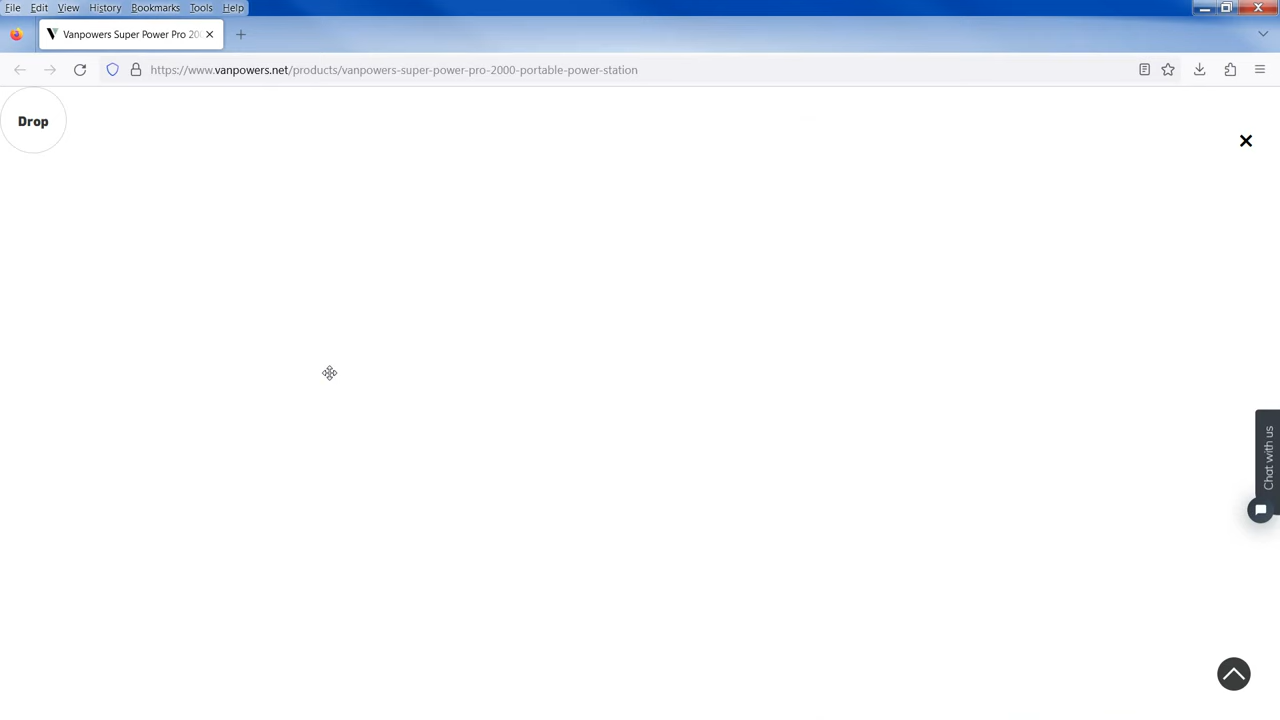 File Edit View History Bookmarks Tools Help
Vanpowers Super Power Pro 20
https://www.vanpowers.net/products/vanpowers-super-power-pro-2000-portable-power-station
Drop
Chat with us